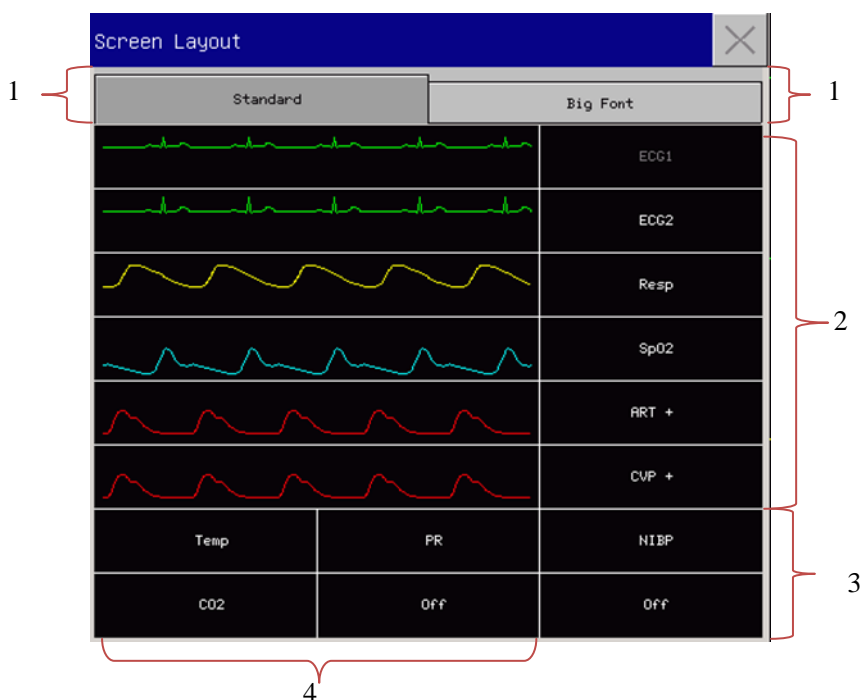 Screen Layout
1
1
Standard
Big Font
ECG1
ECG2
Resp
2
SpO2
ART +
CVP +
Temp
PR
NIBP
3
CO2
Off
Off
4